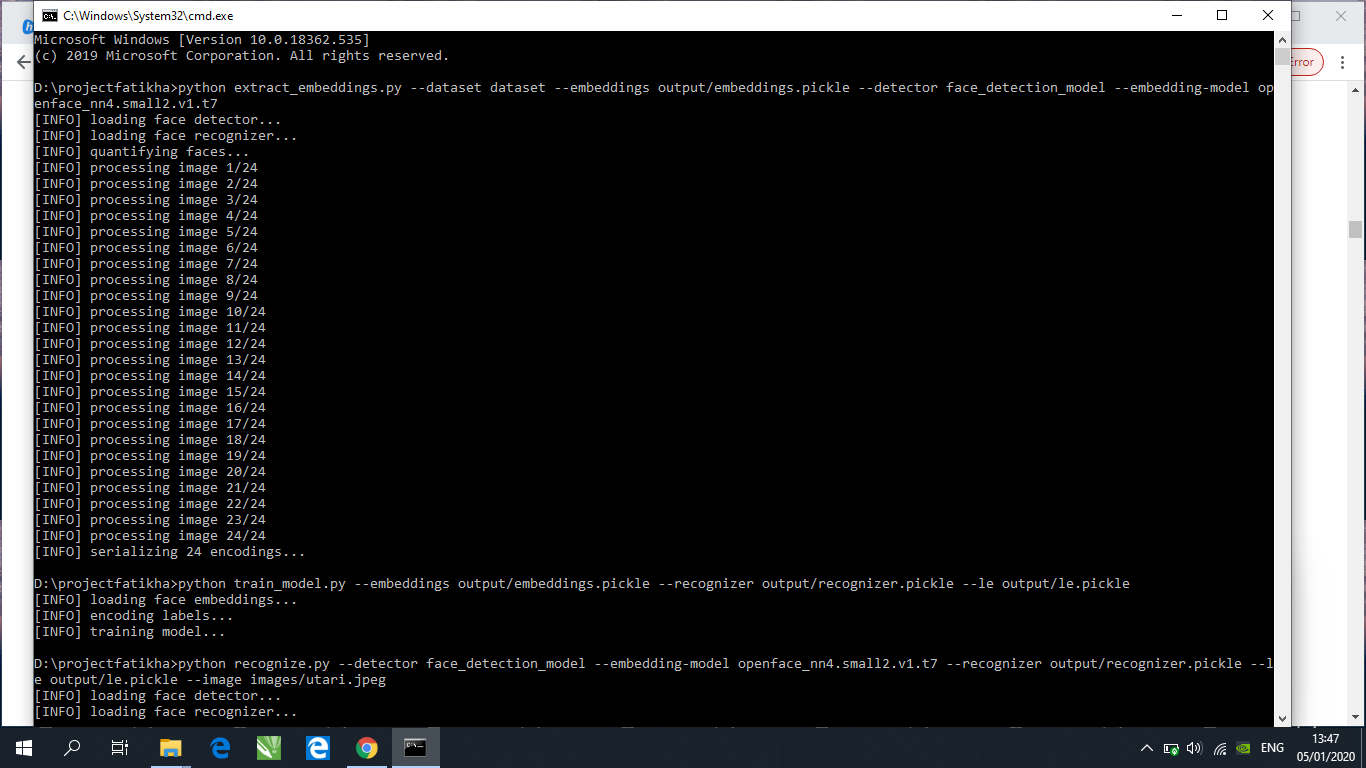 C:\Windows\System32\cmd.exe
Microsoft Windows [Version 10.0.18362.535]
(c) 2019 Microsoft Corporation. All rights reserved.
D:\projectfatikha>python extract_embeddings.py --dataset dataset --embeddings output/embeddings.pickle --detector face_detection_model --embedding-model op
enface_nn4.small2.v1.t7
[INFO] loading face detector...
[INFO] loading face recognizer...
[INFO] quantifying faces...
[INFO] processing image 1/24
[INFO] processing image 2/24
[INFO] processing image 3/24
[INFO] processing image 4/24
[INFO] processing image 5/24
[INFO] processing image 6/24
[INFO] processing image 7/24
[INFO] processing image 8/24
[INFO] processing image 9/24
[INFO] processing image 10/24
[INFO] processing image 11/24
[INFO] processing image 12/24
[INFO] processing image 13/24
[INFO] processing image 14/24
[INFO] processing image 15/24
[INFO] processing image 16/24
[INFO] processing image 17/24
[INFO] processing image 18/24
[INFO] processing image 19/24
[INFO] processing image 20/24
[INFO] processing image 21/24
[INFO] processing image 22/24
[INFO] processing image 23/24
[INFO] processing image 24/24
[INFO] serializing 24 encodings...
D:\projectfatikha>python train_model.py --embeddings output/embeddings.pickle --recognizer output/recognizer.pickle --le output/le.pickle
[INFO] loading face embeddings...
[INFO] encoding labels...
[INFO] training model...
D:\projectfatikha>python recognize.py --detector face_detection_model --embedding-model openface_nn4.small2.v1.t7 --recognizer output/recognizer.pickle --l
e output/le.pickle --image images/utari.jpeg
[INFO] loading face detector...
[INFO] loading face recognizer...
rror
ENG
13:47
05/01/2020